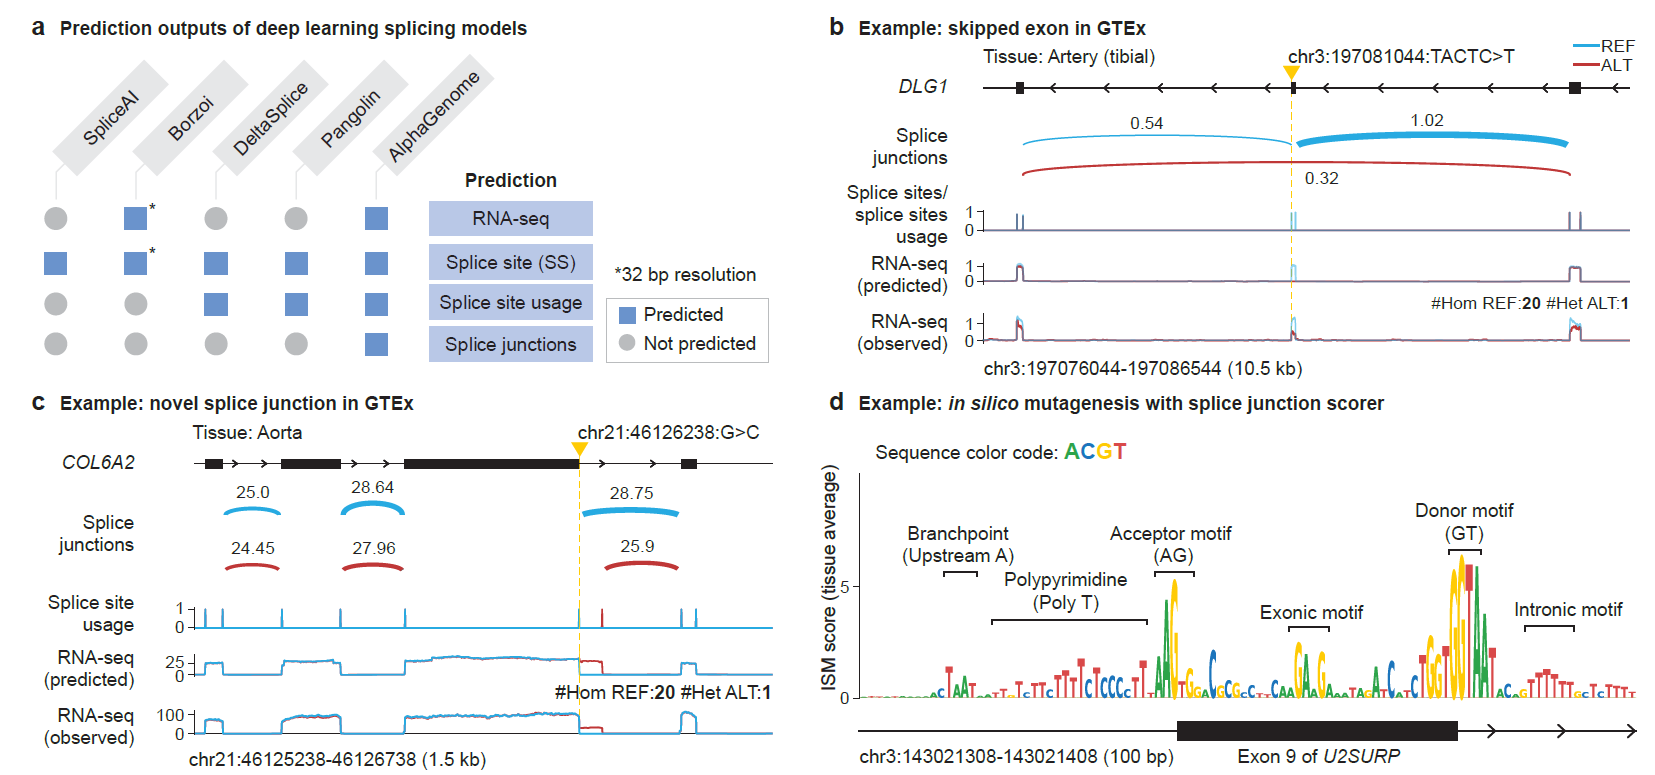 a Prediction outputs of deep learning splicing models
SpliceAI
Borzoi
DeltaSplice
Pangolin
AlphaGenome
Prediction
*
RNA-seq
*
Splice site (SS)
Splice site usage
Splice junctions
*32 bp resolution
Predicted
Not predicted
b Example: skipped exon in GTEx
Tissue: Artery (tibial)
chr3:197081044:TACTC>T
REF
ALT
DLG1
Splice
junctions
0.54
1.02
0.32
Splice sites/
splice sites
usage
1
0
RNA-seq
(predicted)
1
0
#Hom REF:20 #Het ALT:1
RNA-seq
(observed)
1
0
chr3:197076044-197086544 (10.5 kb)
c Example: novel splice junction in GTEx
Tissue: Aorta
chr21:46126238:G>C
COL6A2
Splice
junctions
25.0
28.64
28.75
24.45
27.96
25.9
Splice site
usage
1
0
RNA-seq
(predicted)
25
0
#Hom REF:20 #Het ALT:1
RNA-seq
(observed)
100
0
chr21:46125238-46126738 (1.5 kb)
d Example: in silico mutagenesis with splice junction scorer
Sequence color code: ACGT
ISM score (tissue average)
5
0
Branchpoint
(Upstream A)
Polypyrimidine
(Poly T)
Acceptor motif
(AG)
Exonic motif
Donor motif
(GT)
Intronic motif
chr3:143021308-143021408 (100 bp)
Exon 9 of U2SURP